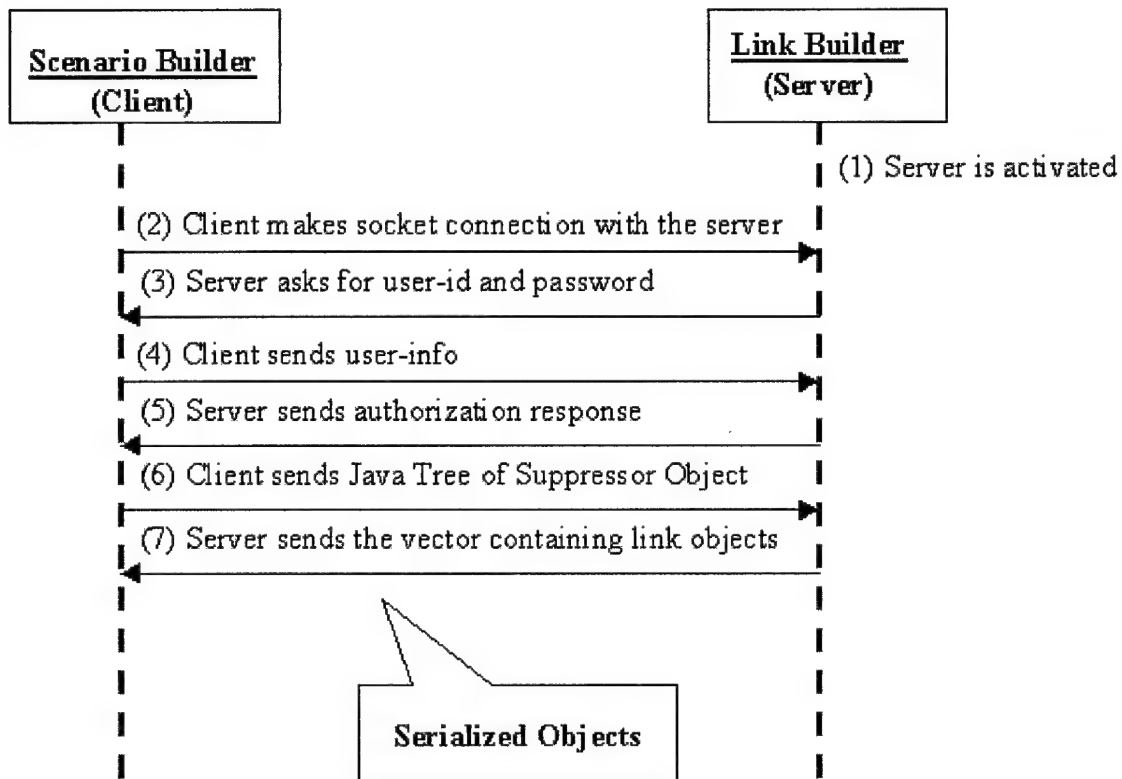 Scenario Builder
(Client)
Link Builder
(Server)
(1) Server is activated
(2) Client makes socket connection with the server
(3) Server asks for user-id and password
(4) Client sends user-info
(5) Server sends authorization response
(6) Client sends Java Tree of Suppressor Object
(7) Server sends the vector containing link objects
Serialized Objects